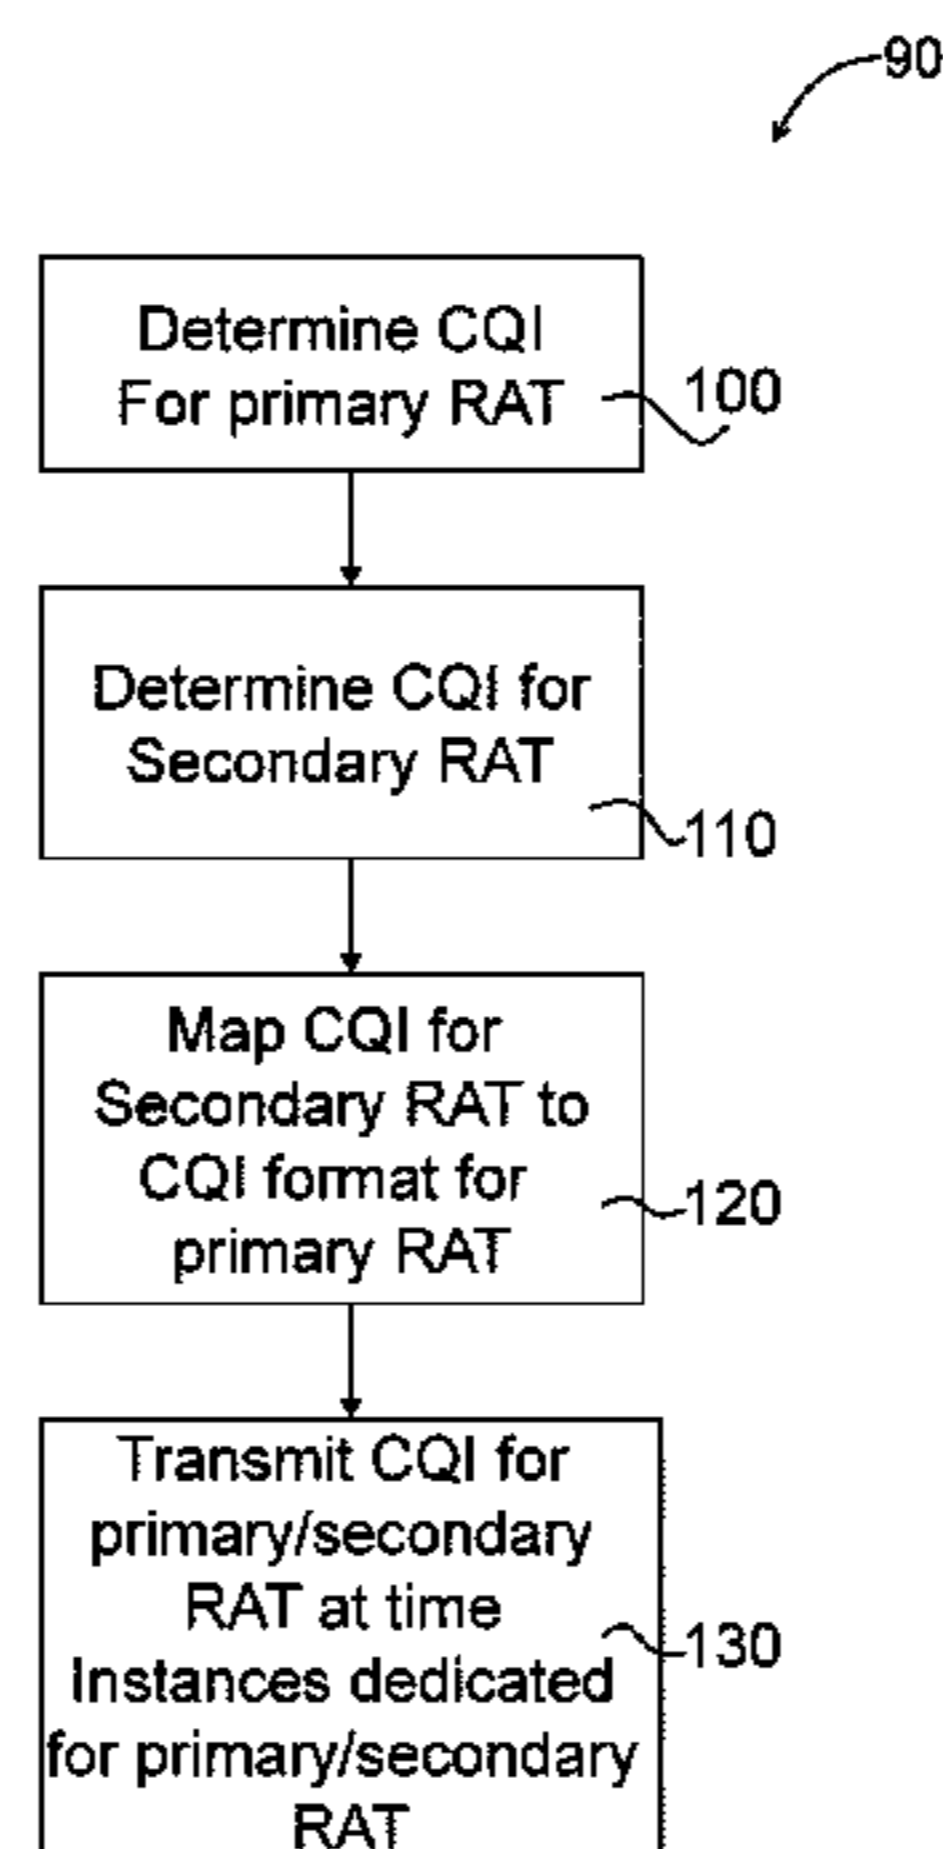 90
Determine CQI
For primary RAT
100
Determine CQI for
Secondary RAT
110
Map CQI for
Secondary RAT to
CQI format for
primary RAT
120
Transmit CQI for
primary/secondary
RAT at time
Instances dedicated
for primary/secondary
RAT
130